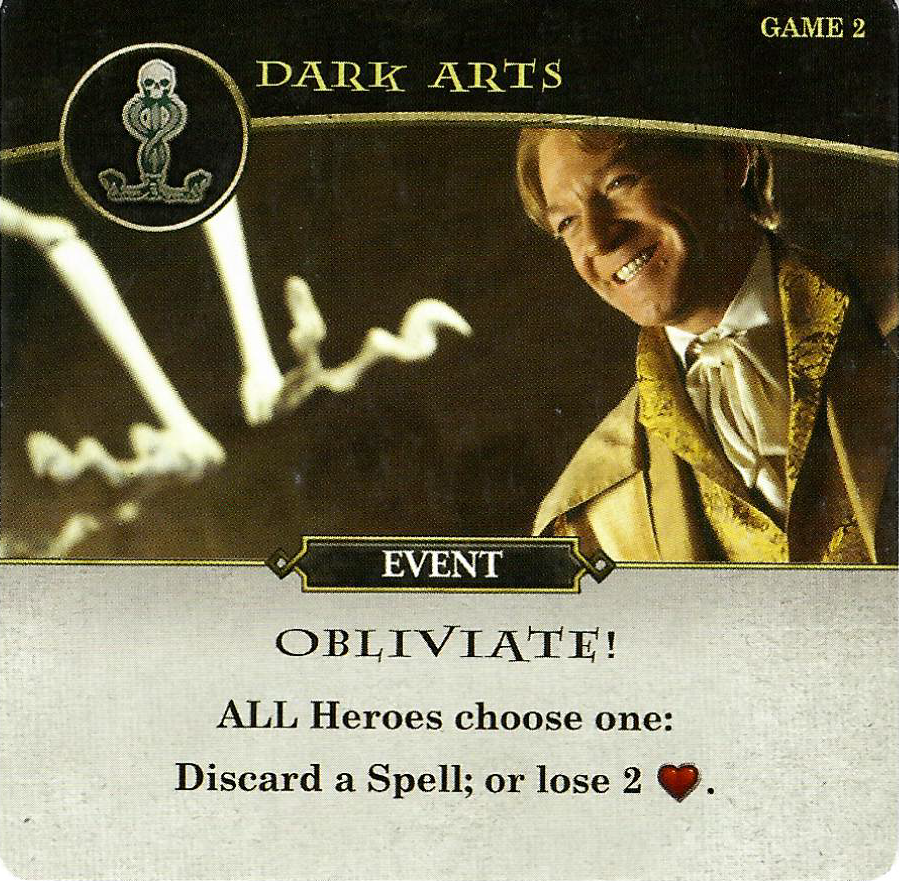 GAME 2
DARK ARTS
EVENT
OBLIVIATE!
ALL Heroes choose one:
Discard a Spell; or lose 2 ❤.